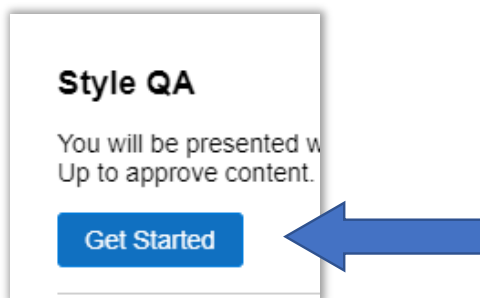 Style QA
You will be presented w
Up to approve content.
Get Started